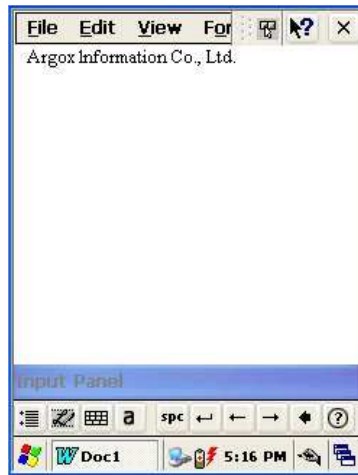 File Edit View For
Argox Information Co., Ltd.
Input Panel
a spc
Doc1 5:16 PM